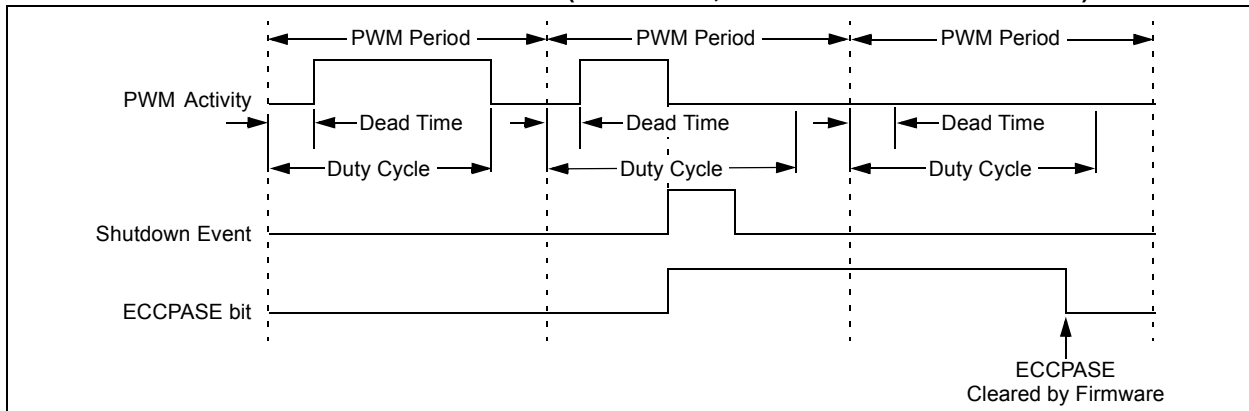 PWM Period PWM Period PWM Period
PWM Activity
Dead Time Dead Time Dead Time
Duty Cycle Duty Cycle Duty Cycle
Shutdown Event
ECCPASE bit
ECCPASE
Cleared by Firmware